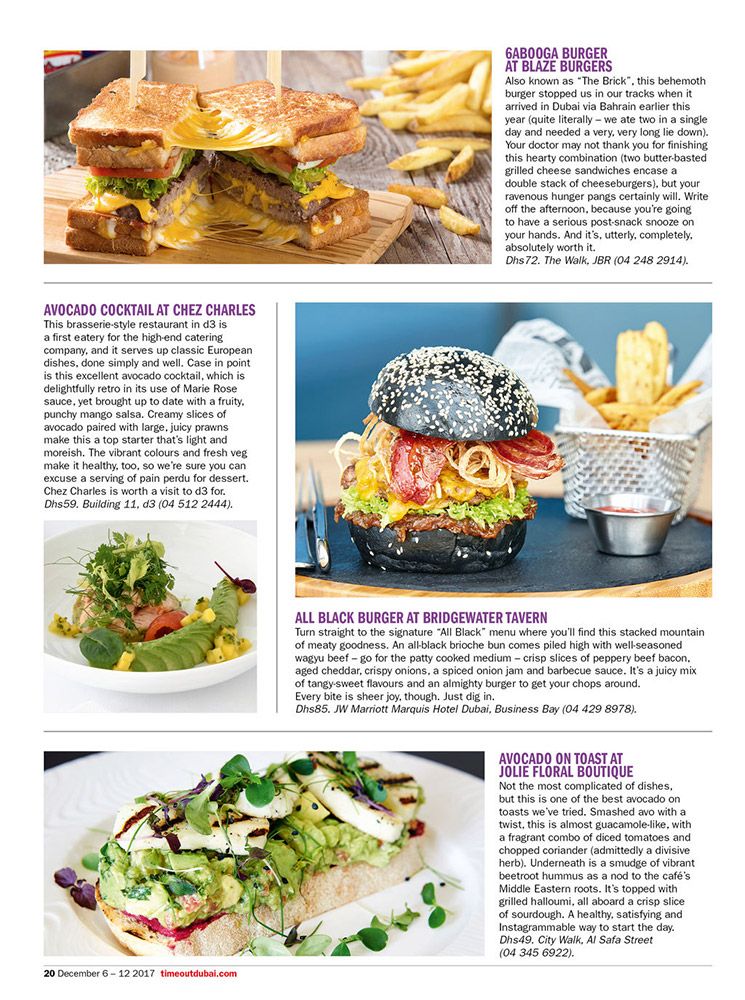 6ABOOGA BURGER
AT BLAZE BURGERS
Also known as “The Brick”, this behemoth
burger stopped us in our tracks when it
arrived in Dubai via Bahrain earlier this
year (quite literally – we ate two in a single
day and needed a very, very long lie down).
Your doctor may not thank you for finishing
this hearty combination (two butter-basted
grilled cheese sandwiches encase a
double stack of cheeseburgers), but your
ravenous hunger pangs certainly will. Write
off the afternoon, because you’re going
to have a serious post-snack snooze on
your hands. And it’s, utterly, completely,
absolutely worth it.
Dhs72. The Walk, JBR (04 248 2914).
AVOCADO COCKTAIL AT CHEZ CHARLES
This brasserie-style restaurant in d3 is
a first eatery for the high-end catering
company, and it serves up classic European
dishes, done simply and well. Case in point
is this excellent avocado cocktail, which is
delightfully retro in its use of Marie Rose
sauce, yet brought up to date with a fruity,
punchy mango salsa. Creamy slices of
avocado paired with large, juicy prawns
make this a top starter that’s light and
moreish. The vibrant colours and fresh veg
make it healthy, too, so we’re sure you can
excuse a serving of pain perdu for dessert.
Chez Charles is worth a visit to d3 for.
Dhs59. Building 11, d3 (04 512 2444).
ALL BLACK BURGER AT BRIDGEWATER TAVERN
Turn straight to the signature “All Black” menu where you’ll find this stacked mountain
of meaty goodness. An all-black brioche bun comes piled high with well-seasoned
wagyu beef – go for the patty cooked medium – crisp slices of peppery beef bacon,
aged cheddar, crispy onions, a spiced onion jam and barbecue sauce. It’s a juicy mix
of tangy-sweet flavours and an almighty burger to get your chops around.
Every bite is sheer joy, though. Just dig in.
Dhs85. JW Marriott Marquis Hotel Dubai, Business Bay (04 429 8978).
AVOCADO ON TOAST AT
JOLIE FLORAL BOUTIQUE
Not the most complicated of dishes,
but this is one of the best avocado on
toasts we’ve tried. Smashed avo with a
twist, this is almost guacamole-like, with
a fragrant combo of diced tomatoes and
chopped coriander (admittedly a divisive
herb). Underneath is a smudge of vibrant
beetroot hummus as a nod to the café’s
Middle Eastern roots. It’s topped with
grilled halloumi, all aboard a crisp slice
of sourdough. A healthy, satisfying and
Instagrammable way to start the day.
Dhs49. City Walk, Al Safa Street
(04 345 6922).
20 December 6 – 12 2017 timeoutdubai.com